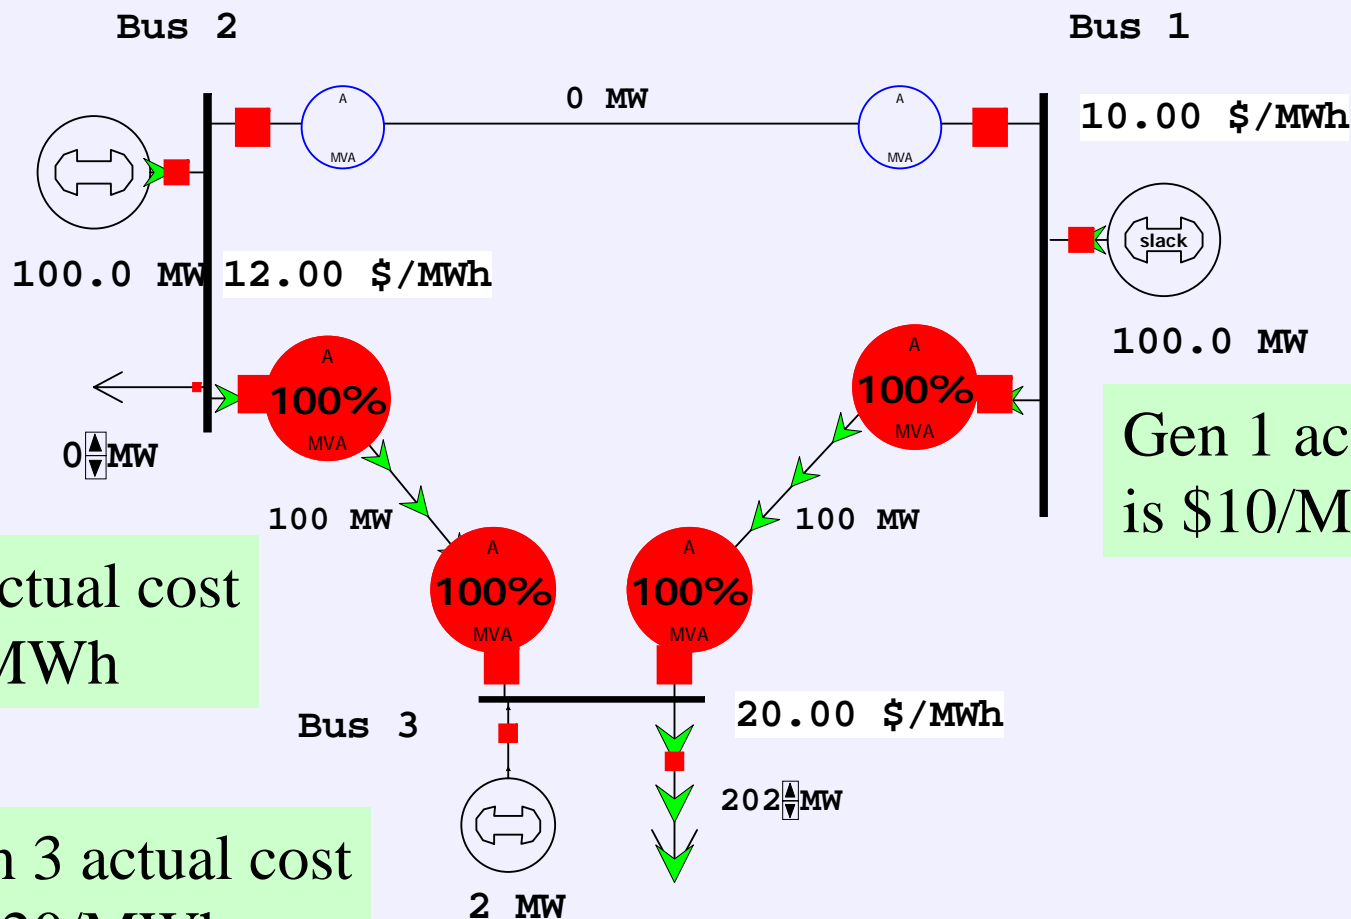 Bus 2
Bus 1
A
MVA
0 MW
A
MVA
10.00 $/MWh
slack
100.0 MW
12.00 $/MWh
100.0 MW
A
100%
MVA
A
100%
MVA
0 MW
Gen 1
is $10/M
100 MW
100 MW
A
100%
MVA
A
100%
MVA
actual cost
MWh
Bus 3
20.00 $/MWh
202 MW
3 actual cost
2 MW